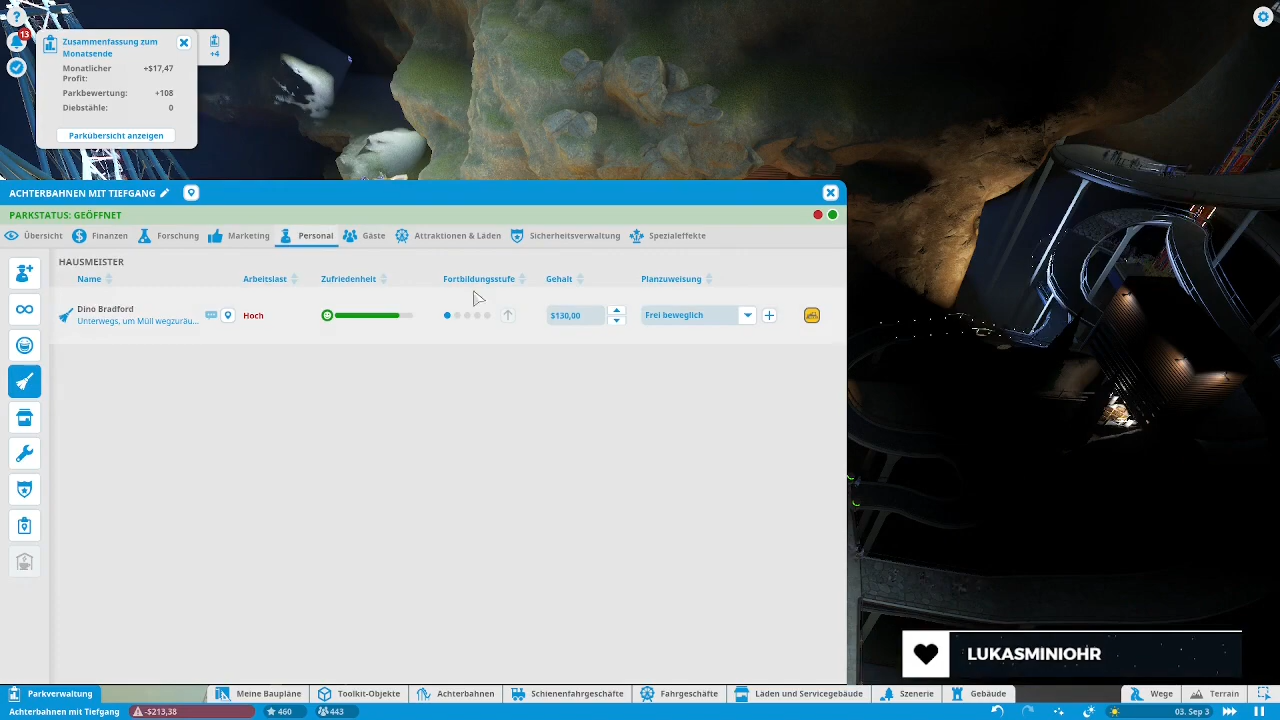 ?
13
Zusammenfassung zum
Monatsende
Monatlicher
Profit:
+$17,47
Parkbewertung:
+108
Diebstähle:
0
Parkübersicht anzeigen
+4
ACHTERBAHNEN MIT TIEFGANG
PARKSTATUS: GEÖFFNET
Übersicht
Finanzen
Forschung
Marketing
Personal
Gäste
Attraktionen & Läden
Sicherheitsverwaltung
Spezialeffekte
HAUSMEISTER
Name
Arbeitslast
Zufriedenheit
Fortbildungsstufe
Gehalt
Planzuweisung
Dino Bradford
Unterwegs, um Müll wegzuräu...
Hoch
$130,00
Frei beweglich
LUKASMINIOHR
Parkverwaltung
Meine Baupläne
Toolkit-Objekte
Achterbahnen
Schienenfahrgeschäfte
Fahrgeschäfte
Läden und Servicegebäude
Szenerie
Gebäude
Wege
Terrain
Achterbahnen mit Tiefgang
-$213,38
460
443
03. Sep 3